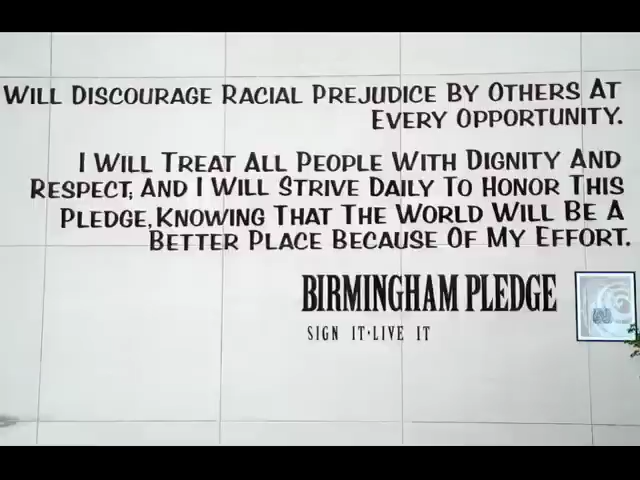 WILL DISCOURAGE RACIAL PREJUDICE BY OTHERS AT
EVERY OPPORTUNITY.
I WILL TREAT ALL PEOPLE WITH DIGNITY AND
RESPECT, AND I WILL STRIVE DAILY TO HONOR THIS
PLEDGE, KNOWING THAT THE WORLD WILL BE A
BETTER PLACE BECAUSE OF MY EFFORT.
BIRMINGHAM PLEDGE
SIGN IT·LIVE IT